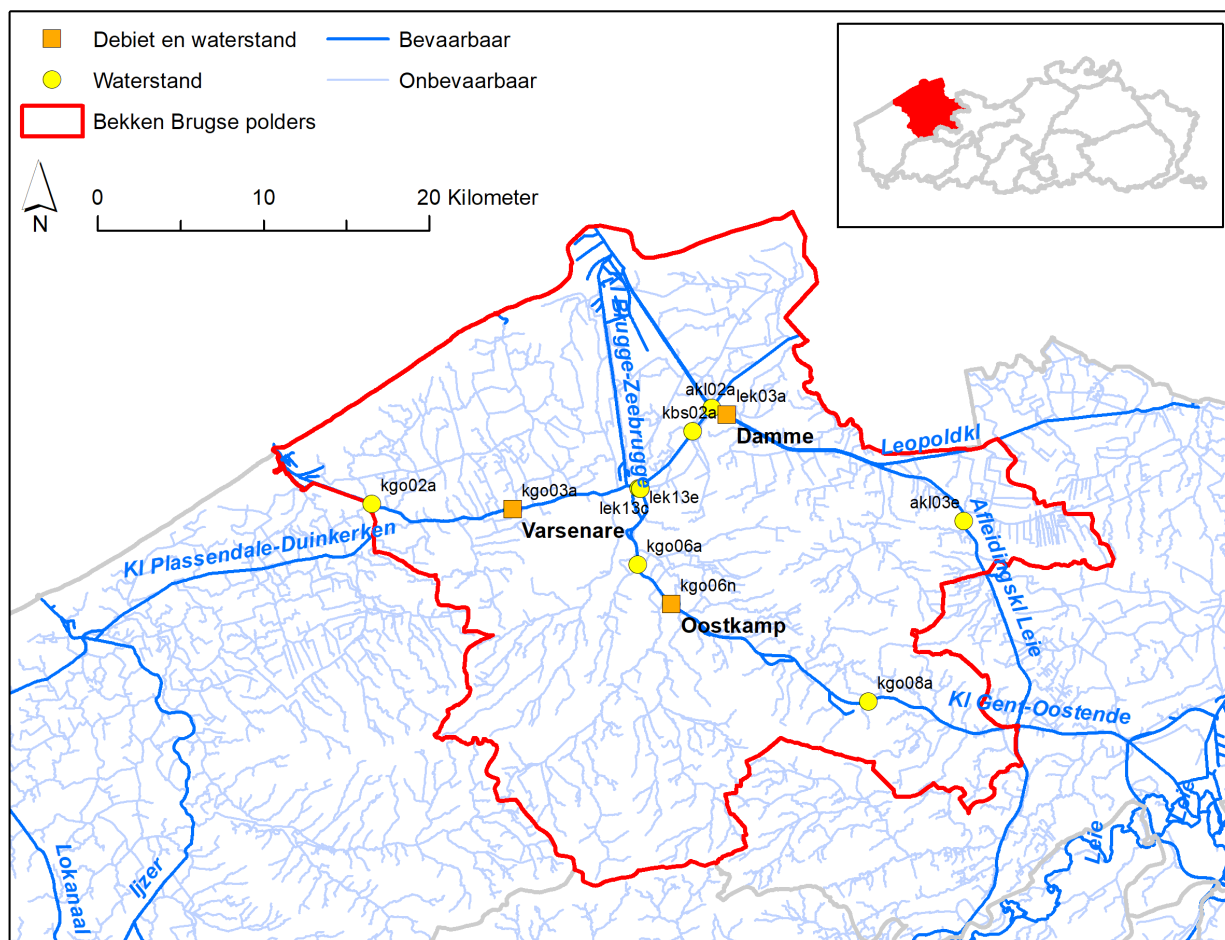 Debiet en waterstand
Bevaarbaar
Waterstand
Onbevaarbaar
Bekken Brugse polders
N
0
10
20 Kilometer
Kl Brugge-Zeebrugge
akl02a
lek03a
kbs02a
Damme
Leopoldkl
kgo02a
kgo03a
lek13e
lek13c
akl03e
Varsenare
Kl Plassendale-Duinkerken
Afleidingskl Leie
kgo06a
kgo06n
Oostkamp
kgo08a
Kl Gent-Oostende
Lokanaal
Ijzer
Leie
Leie